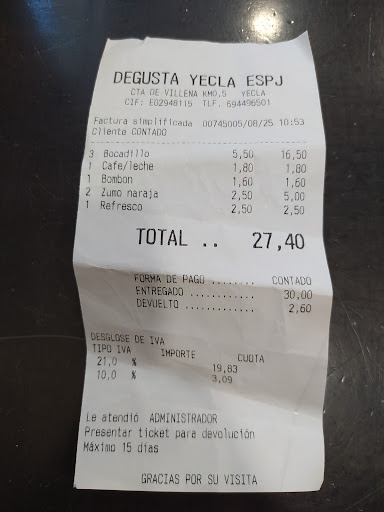 DEGUSTA YECLA ESPJ
CTA DE VILLENA KM0,5 YECLA
CIF: E02948115 TLF. 694496501
Factura simplificada 00745005/08/25 10:53
Cliente CONTADO
3 Bocadillo 5,50 16,50
1 Cafe/leche 1,80 1,80
1 Bombon 1,60 1,60
2 Zumo naraja 2,50 5,00
1 Refresco 2,50 2,50
TOTAL .. 27,40
FORMA DE PAGO ........ CONTADO
ENTREGADO ............ 30,00
DEVUELTO ............. 2,60
DESGLOSE DE IVA
TIPO IVA IMPORTE CUOTA
21,0 % 19,83
10,0 % 3,09
Le atendió ADMINISTRADOR
Presentar ticket para devolución
Máximo 15 días
GRACIAS POR SU VISITA